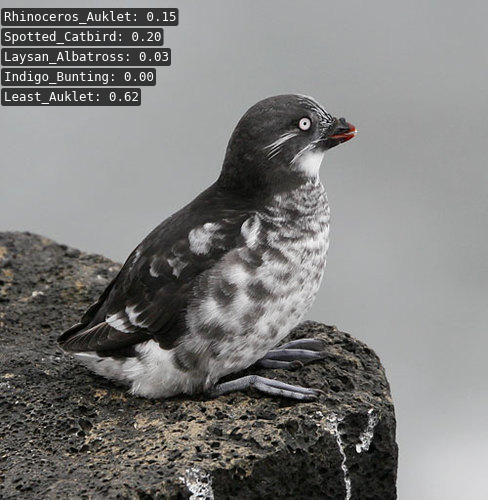 Rhinoceros_Auklet: 0.15
Spotted_Catbird: 0.20
Laysan_Albatross: 0.03
Indigo_Bunting: 0.00
Least_Auklet: 0.62